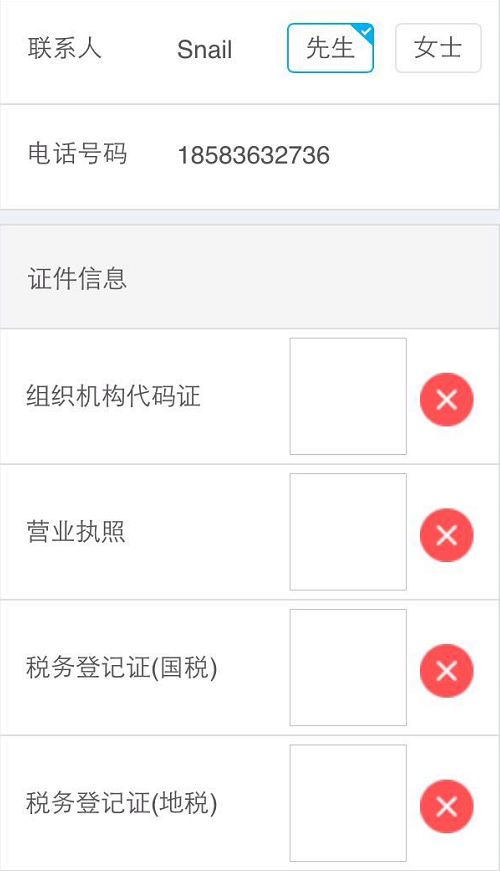 联系人 Snail 先生 女士
电话号码 18583632736
证件信息
组织机构代码证
营业执照
税务登记证(国税)
税务登记证(地税)